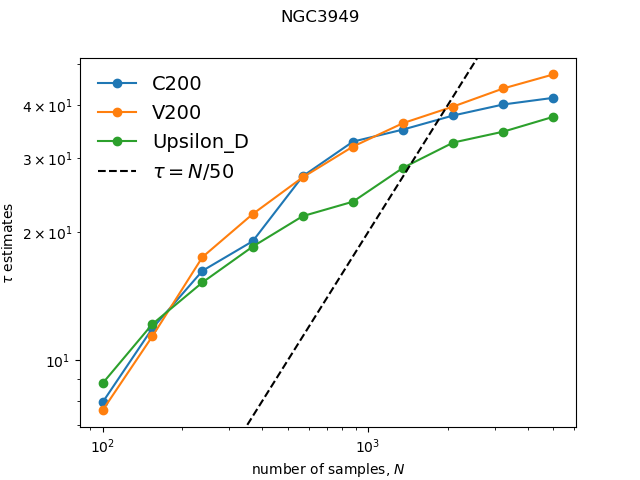 NGC3949
C200
V200
Upsilon_D
τ = N/50
4 × 10¹
3 × 10¹
2 × 10¹
10¹
τ estimates
10² 10³
number of samples, N